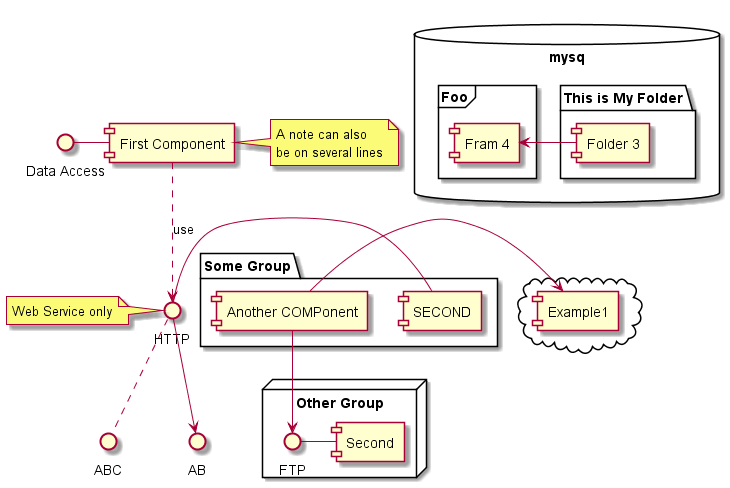 mysq
Foo
This is My Folder
Fram 4
Folder 3
Data Access
First Component
A note can also
be on several lines
use
Web Service only
HTTP
Some Group
Another COMPonent
SECOND
Example1
Other Group
ABC
AB
FTP
Second